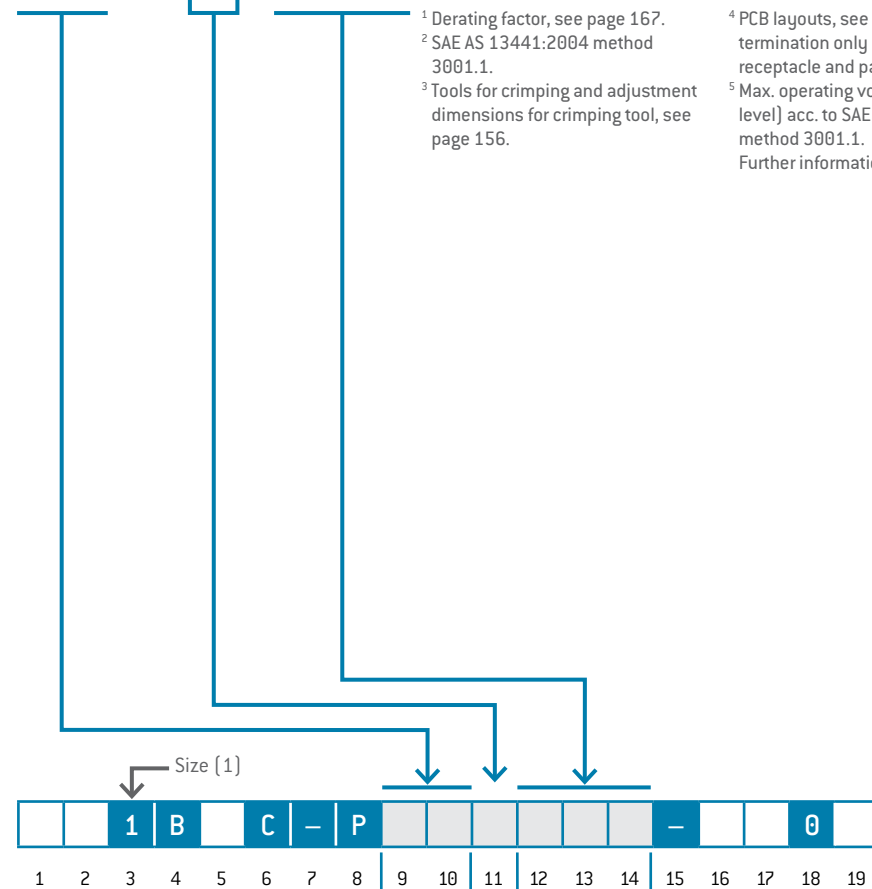 ¹ Derating factor, see page 167.
² SAE AS 13441:2004 method
3001.1.
³ Tools for crimping and adjustment
dimensions for crimping tool, see
page 156.
⁴ PCB layouts, see
termination only
receptacle and
⁵ Max. operating
level) acc. to SAE
method 3001.1.
Further
Size (1)
1 B C – P – 0
1 2 3 4 5 6 7 8 9 10 11 12 13 14 15 16 17 18 19